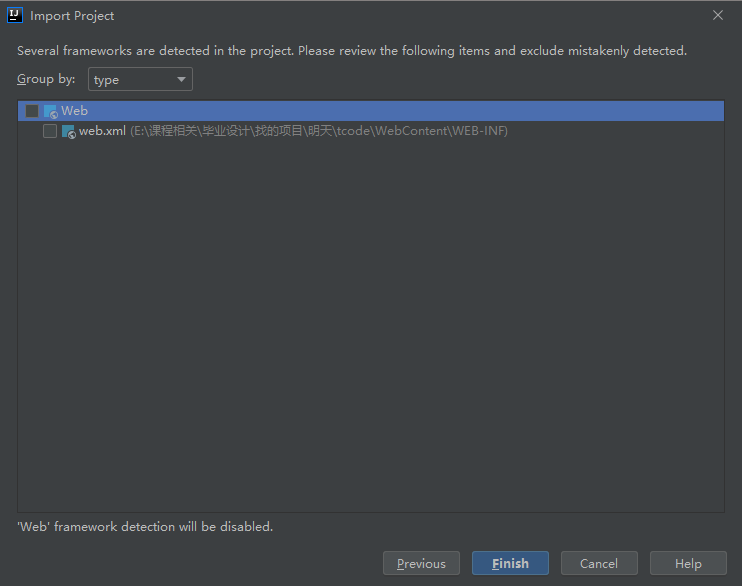 Import Project
Several frameworks are detected in the project. Please review the following items and exclude mistakenly detected.
Group by: type
Web
web.xml (E:\课程相关\毕业设计\找的项目\明天\tcode\WebContent\WEB-INF)
'Web' framework detection will be disabled.
Previous Finish Cancel Help